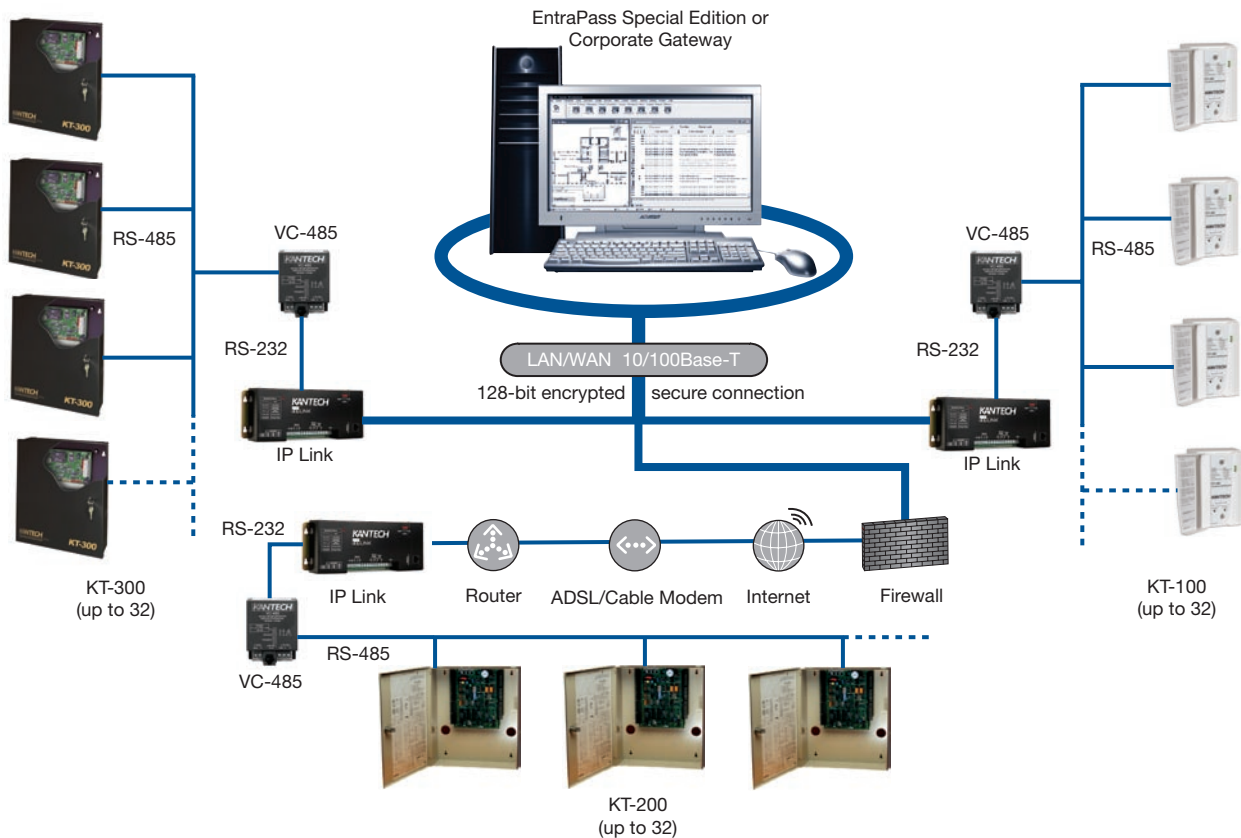 EntraPass Special Edition or
Corporate Gateway
KT-300
KT-300
KT-300
KT-300
RS-485
VC-485
KANTECH
RS-232
KANTECH
IP Link
KT-300
(up to 32)
LAN/WAN 10/100Base-T
128-bit encrypted secure connection
VC-485
KANTECH
RS-485
RS-232
KANTECH
IP Link
KT-100
(up to 32)
RS-232
KANTECH
IP Link
Router
ADSL/Cable Modem
Internet
Firewall
KANTECH
VC-485
RS-485
KT-200
(up to 32)